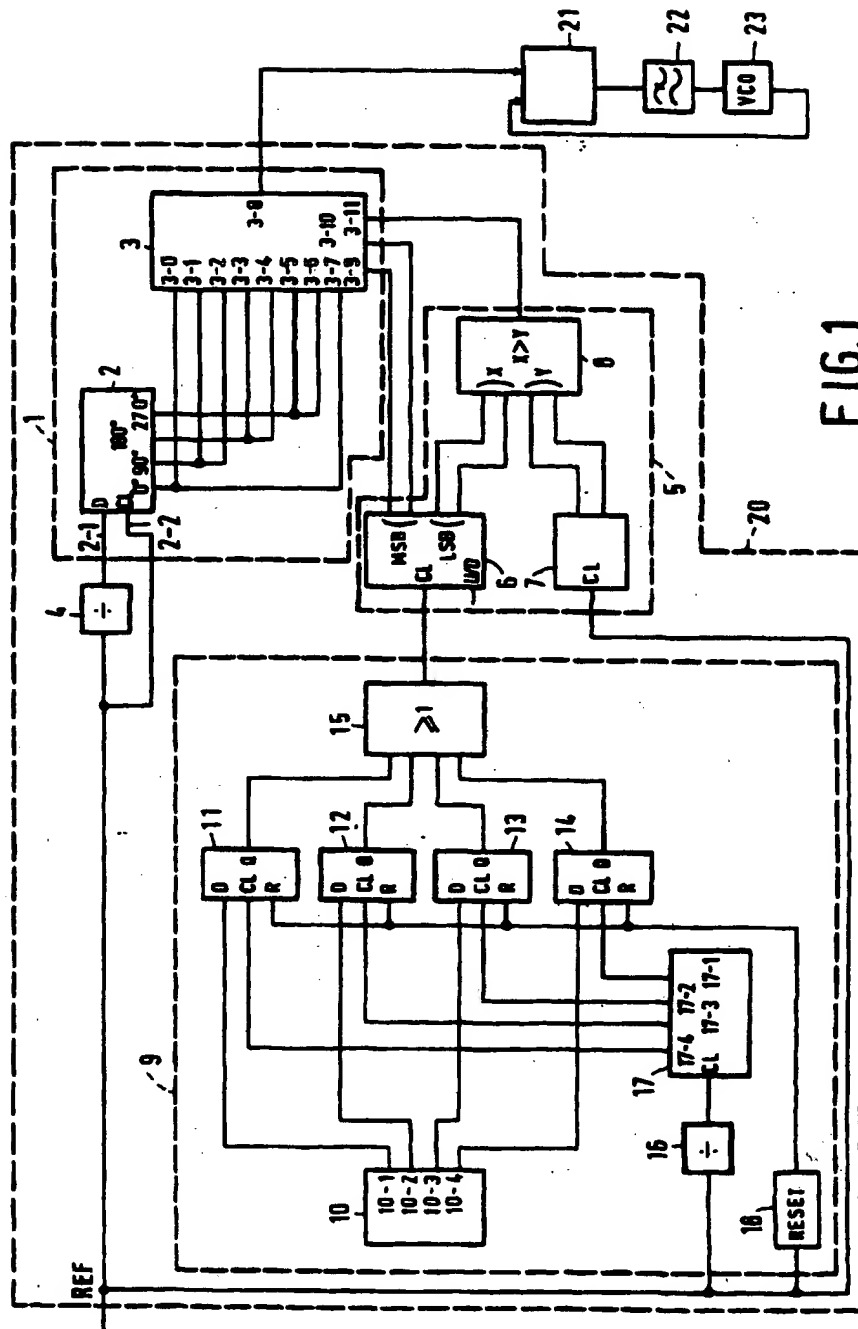 REF
9
10
10-1
10-2
10-3
10-4
11
D
CL Q
R
12
D
CL Q
R
13
D
CL Q
R
14
D
CL Q
R
15
≥1
16
÷
17
17-4
17-3
17-2
17-1
CL
18
RESET
4
÷
2-1
2-2
1
2
D
CL
0°
90°
180°
270°
3
3-0
3-1
3-2
3-3
3-4
3-5
3-6
3-7
3-8
3-9
3-10
3-11
5
6
MSB
CL
LSB
U/D
7
CL
8
X
Y
X>Y
20
21
22
23
VCO
FIG.1